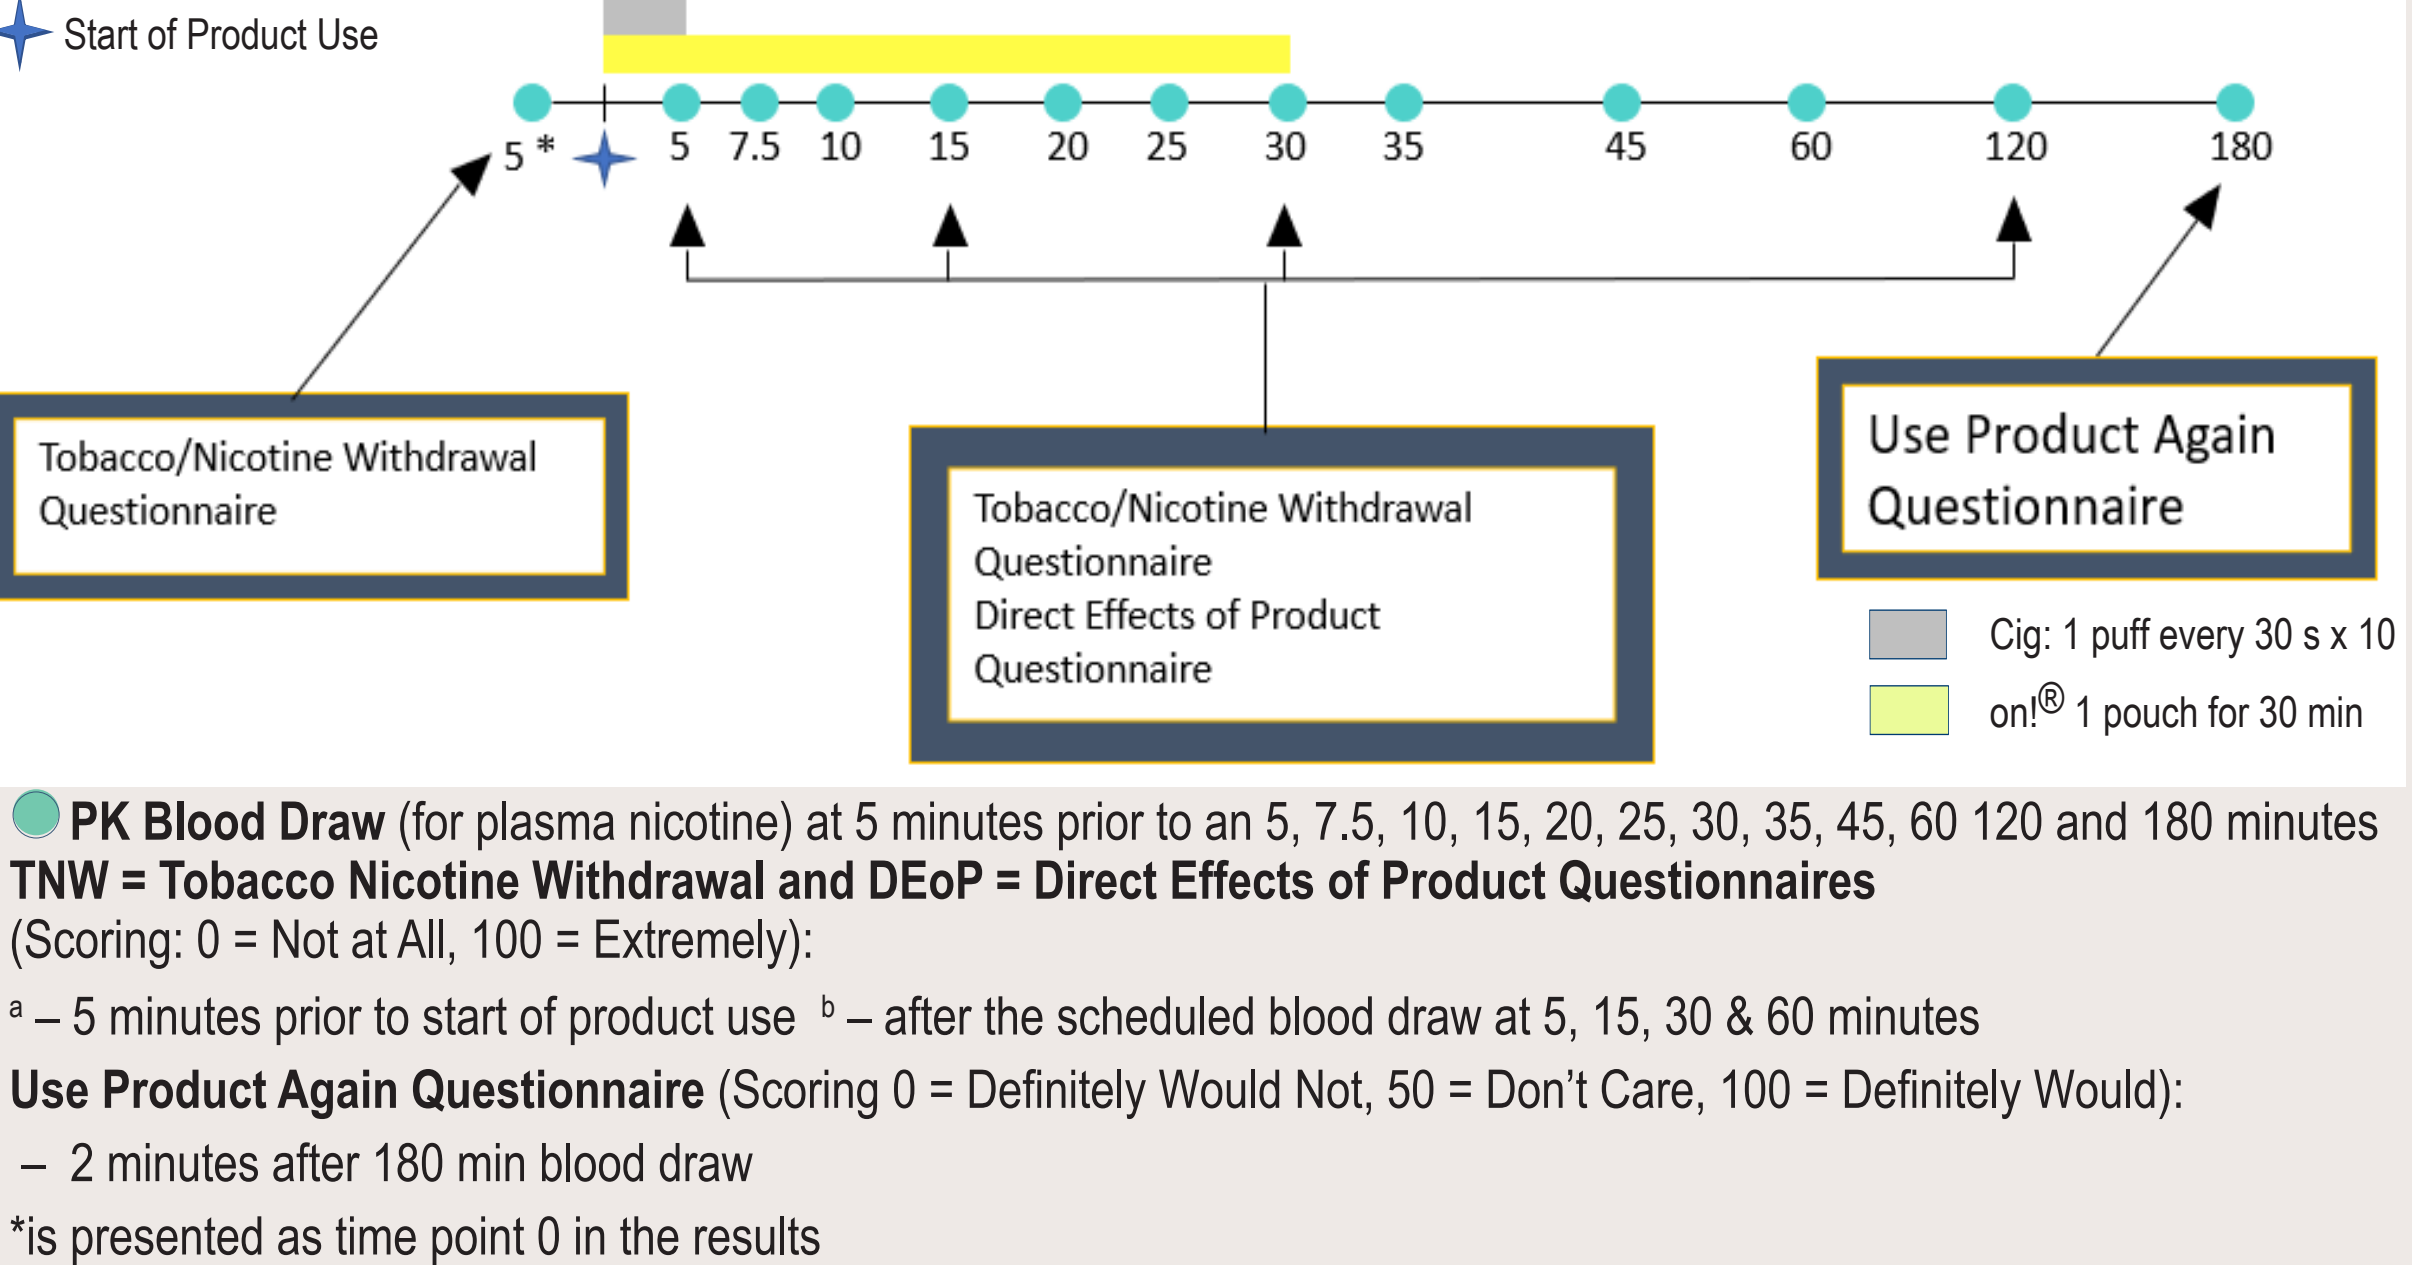 Start of Product Use
5 * 5 7.5 10 15 20 25 30 35 45 60 120 180
Tobacco/Nicotine Withdrawal
Questionnaire
Tobacco/Nicotine Withdrawal
Questionnaire
Direct Effects of Product
Questionnaire
Use Product Again
Questionnaire
Cig: 1 puff every 30 s x 10
on!® 1 pouch for 30 min
PK Blood Draw (for plasma nicotine) at 5 minutes prior to an 5, 7.5, 10, 15, 20, 25, 30, 35, 45, 60 120 and 180 minutes
TNW = Tobacco Nicotine Withdrawal and DEoP = Direct Effects of Product Questionnaires
(Scoring: 0 = Not at All, 100 = Extremely):
a – 5 minutes prior to start of product use b – after the scheduled blood draw at 5, 15, 30 & 60 minutes
Use Product Again Questionnaire (Scoring 0 = Definitely Would Not, 50 = Don’t Care, 100 = Definitely Would):
– 2 minutes after 180 min blood draw
*is presented as time point 0 in the results